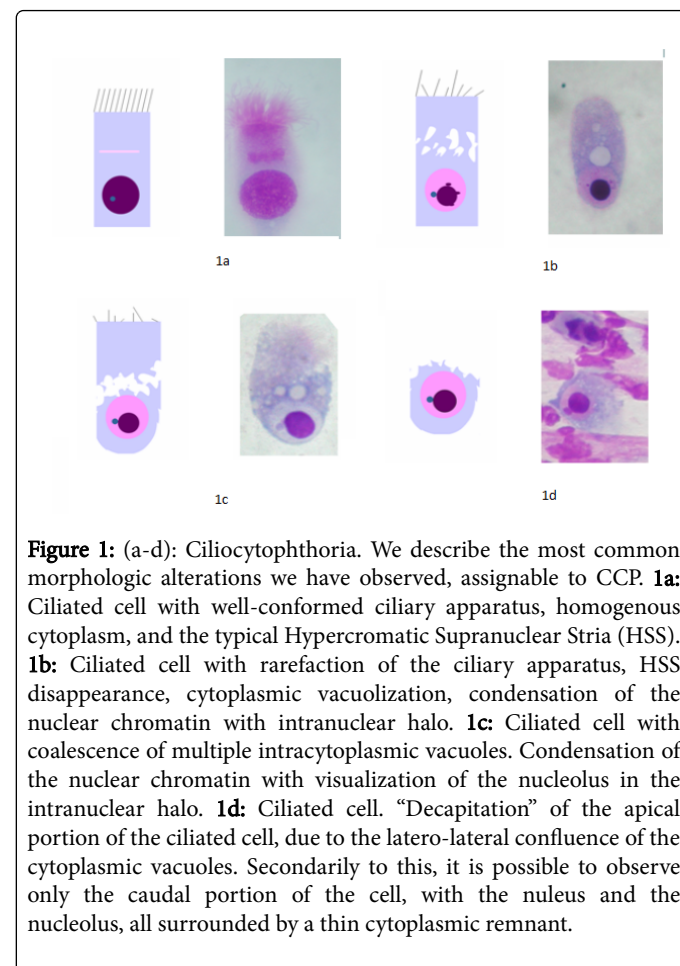 1a
1b
1c
1d
Figure 1: (a-d): Ciliocytophthoria. We describe the most common
morphologic alterations we have observed, assignable to CCP. 1a:
Ciliated cell with well-conformed ciliary apparatus, homogenous
cytoplasm, and the typical Hypercromatic Supranuclear Stria (HSS).
1b: Ciliated cell with rarefaction of the ciliary apparatus, HSS
disappearance, cytoplasmic vacuolization, condensation of the
nuclear chromatin with intranuclear halo. 1c: Ciliated cell with
coalescence of multiple intracytoplasmic vacuoles. Condensation of
the nuclear chromatin with visualization of the nucleolus in the
intranuclear halo. 1d: Ciliated cell. “Decapitation” of the apical
portion of the ciliated cell, due to the latero-lateral confluence of the
cytoplasmic vacuoles. Secondarily to this, it is possible to observe
only the caudal portion of the cell, with the nuleus and the
nucleolus, all surrounded by a thin cytoplasmic remnant.